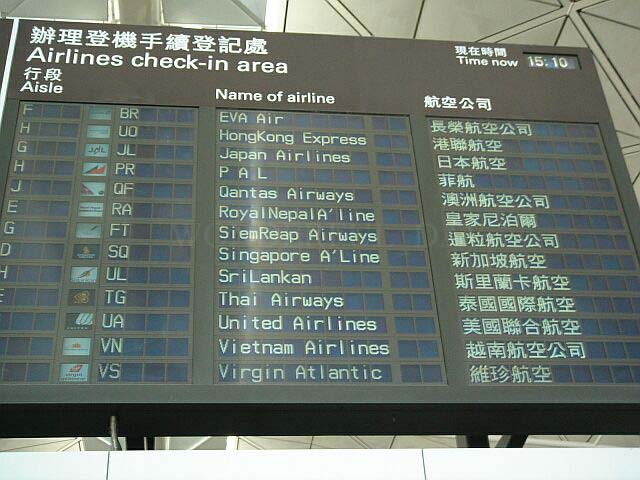 辦理登機手續登記處
Airlines check-in area
現在時間
Time now 15:10
行段
Aisle
Name of airline
航空公司
F BR EVA Air 長榮航空公司
H UO HongKong Express 港聯航空
G JL Japan Airlines 日本航空
H PR P A L 菲航
J QF Qantas Airways 澳洲航空公司
E RA RoyalNepalA'line 皇家尼泊爾
G FT SiemReap Airways 暹粒航空公司
D SQ Singapore A'Line 新加坡航空
H UL SriLankan 斯里蘭卡航空
E TG Thai Airways 泰國國際航空
UA United Airlines 美國聯合航空
VN Vietnam Airlines 越南航空公司
VS Virgin Atlantic 維珍航空